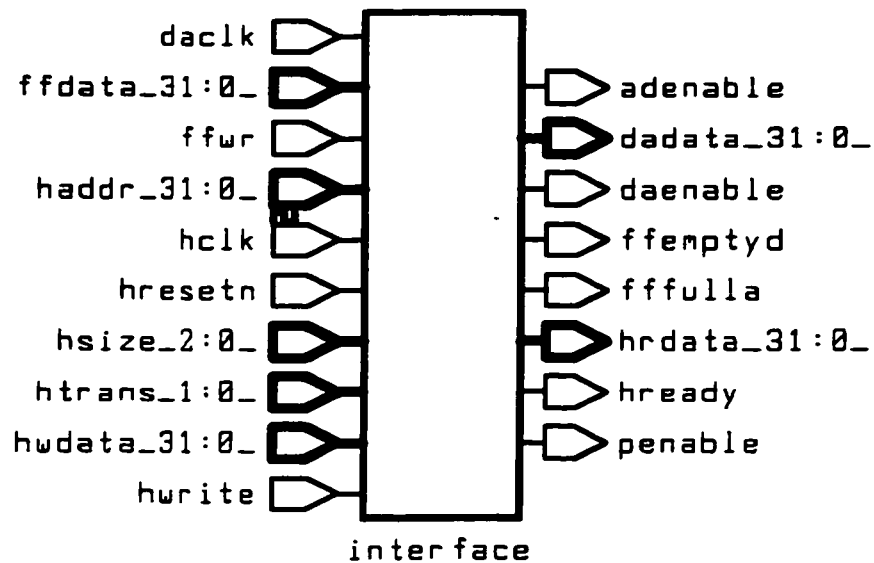 daclk
ffdata_31:0_
adenable
ffwr
dadata_31:0_
haddr_31:0_
daenable
hclk
ffemptyd
hresetn
fffulla
hsize_2:0_
hrdata_31:0_
htrans_1:0_
hready
hwdata_31:0_
penable
hwrite
interface